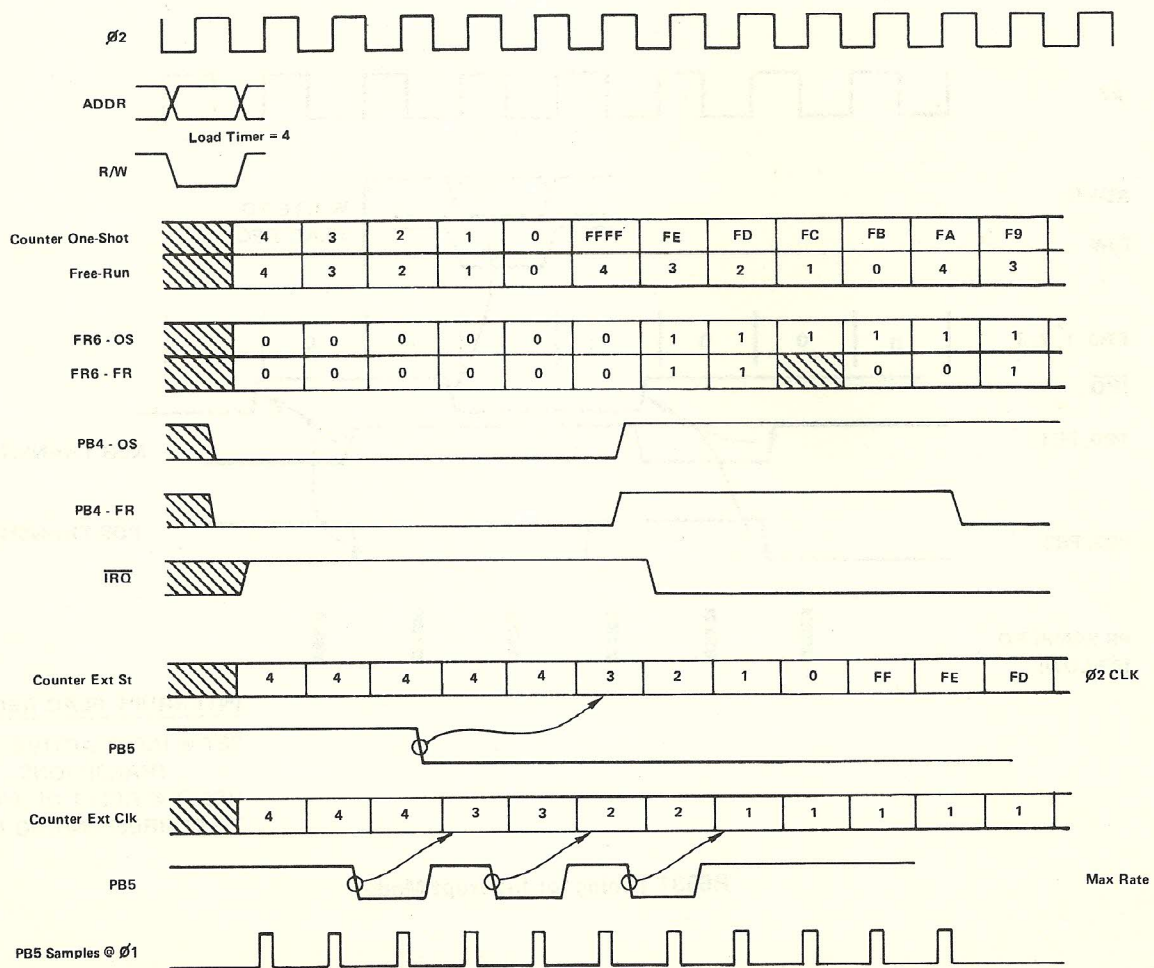 Ø2
ADDR
Load Timer = 4
R/W
Counter One-Shot 4 3 2 1 0 FFFF FE FD FC FB FA F9
Free-Run 4 3 2 1 0 4 3 2 1 0 4 3
FR6 - OS 0 0 0 0 0 0 1 1 1 1 1 1
FR6 - FR 0 0 0 0 0 0 1 1 0 0 1
PB4 - OS
PB4 - FR
IRQ
Counter Ext St 4 4 4 4 4 3 2 1 0 FF FE FD Ø2 CLK
PB5
Counter Ext Clk 4 4 4 3 3 2 2 1 1 1 1 1
PB5 Max Rate
PB5 Samples @ Ø1